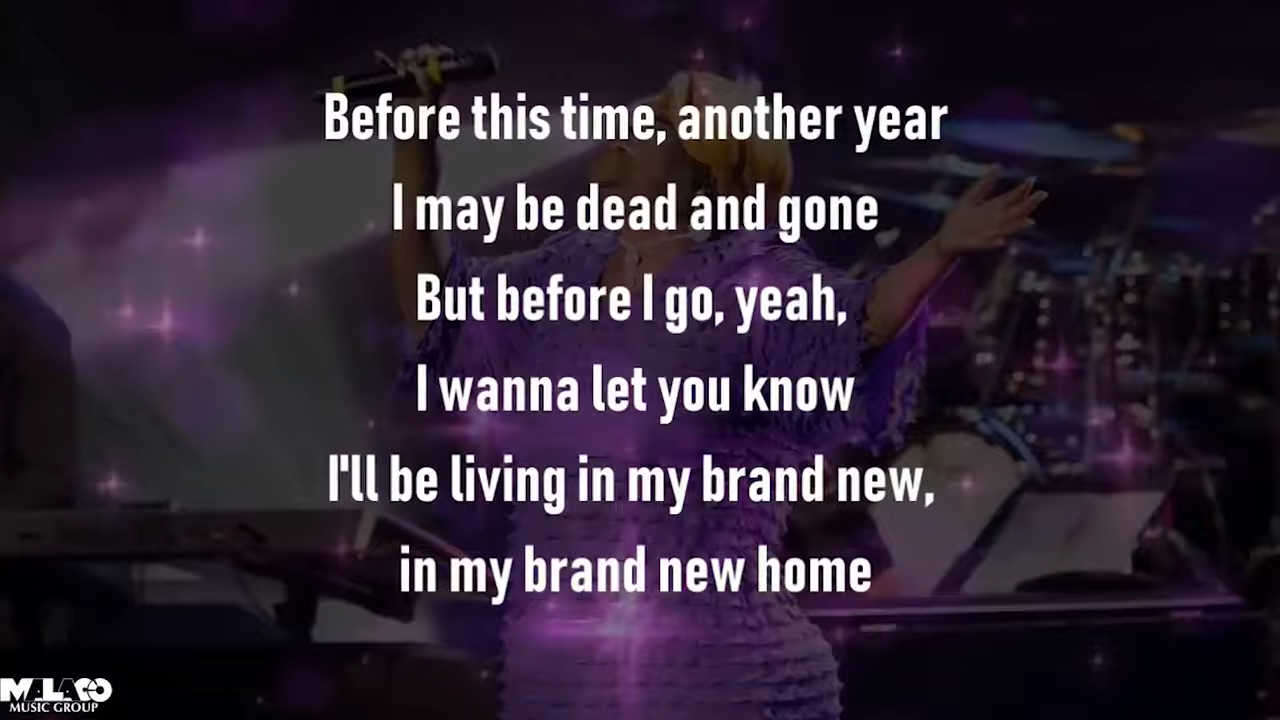 Before this time, another year
I may be dead and gone
But before I go, yeah,
I wanna let you know
I'll be living in my brand new,
in my brand new home
MALACO
MUSIC GROUP